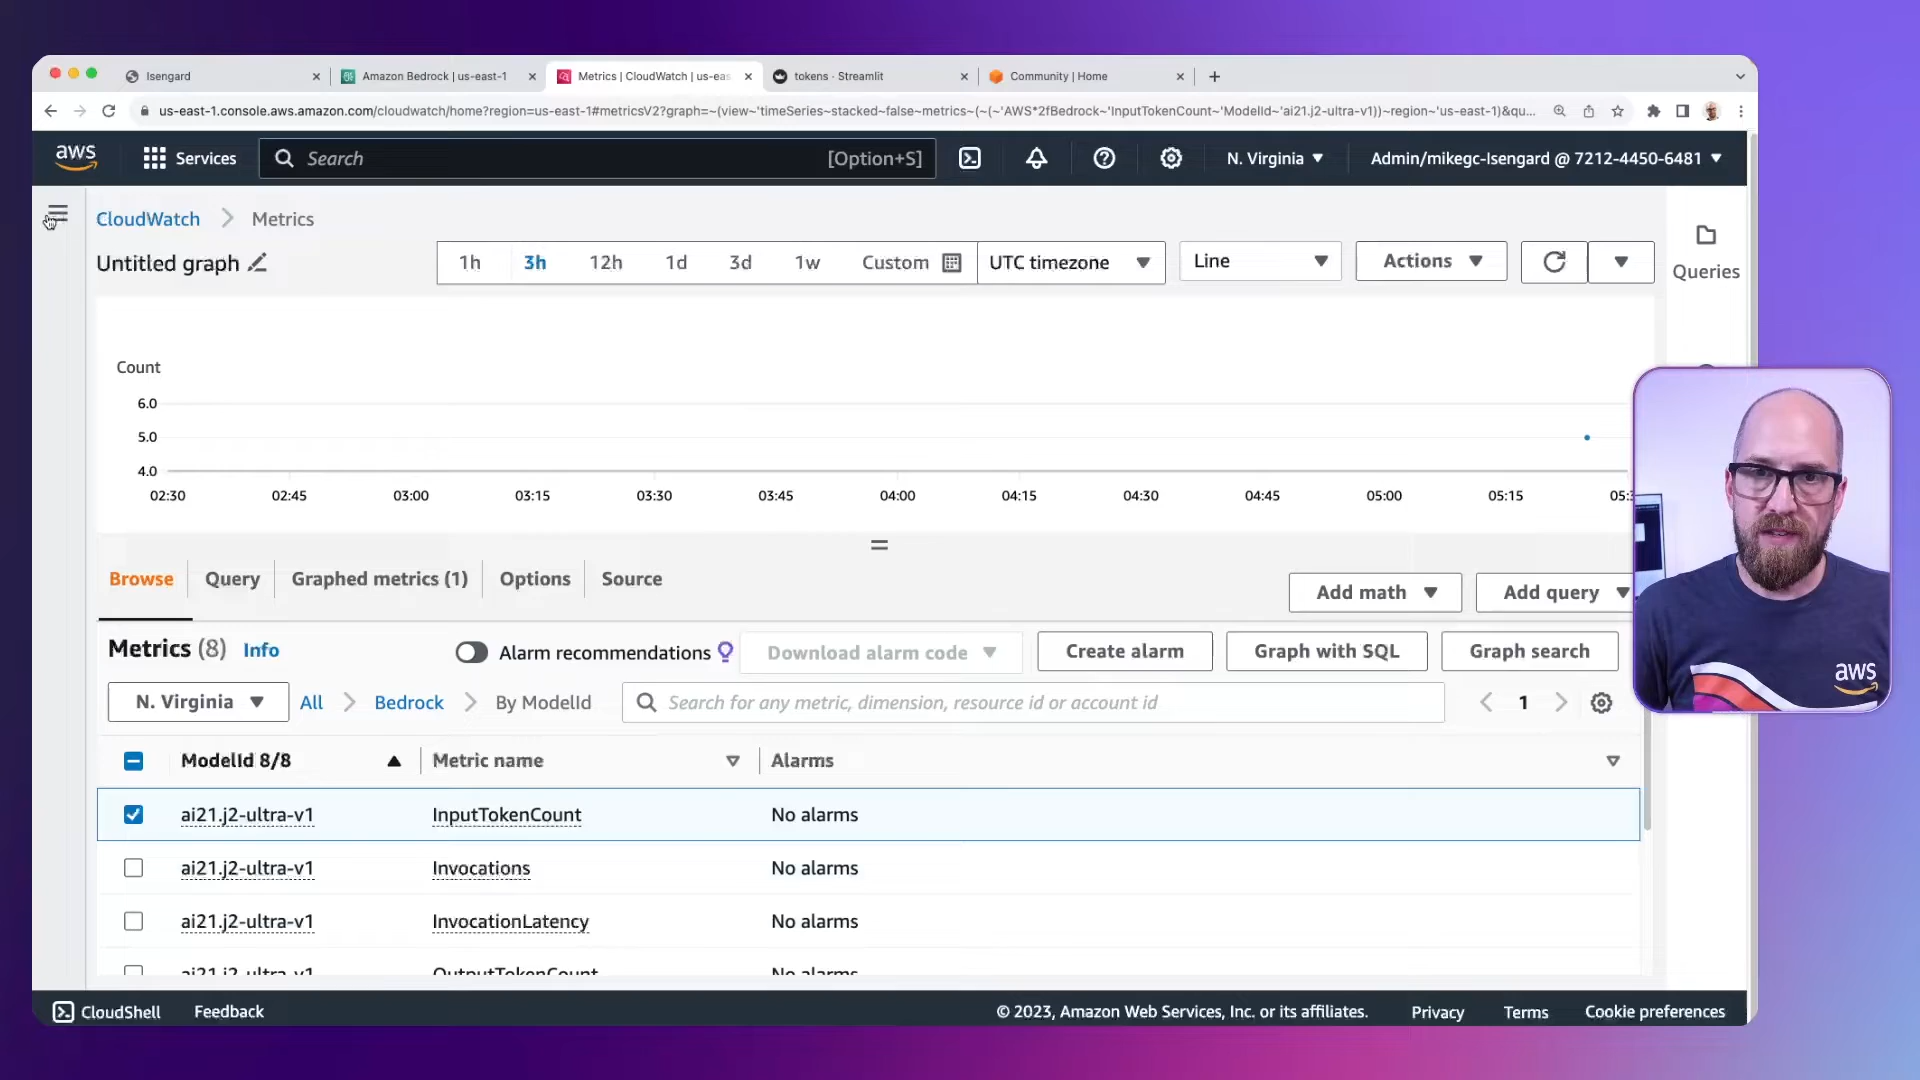 Isengard
Amazon Bedrock | us-east-1
Metrics | CloudWatch | us-eas
tokens · Streamlit
Community | Home
us-east-1.console.aws.amazon.com/cloudwatch/home?region=us-east-1#metricsV2?graph=~(view~'timeSeries~stacked~false~metrics~(~(~'AWS*2fBedrock~'InputTokenCount~'ModelId~'ai21.j2-ultra-v1))~region~'us-east-1)&qu...
aws
Services
Search
[Option+S]
N. Virginia
Admin/mikegc-Isengard @ 7212-4450-6481
CloudWatch
Metrics
Untitled graph
1h
3h
12h
1d
3d
1w
Custom
UTC timezone
Line
Actions
Queries
Count
6.0
5.0
4.0
02:30
02:45
03:00
03:15
03:30
03:45
04:00
04:15
04:30
04:45
05:00
05:15
Browse
Query
Graphed metrics (1)
Options
Source
Add math
Add query
Metrics (8)
Info
Alarm recommendations
Download alarm code
Create alarm
Graph with SQL
Graph search
N. Virginia
All
Bedrock
By ModelId
Search for any metric, dimension, resource id or account id
1
ModelId 8/8
Metric name
Alarms
ai21.j2-ultra-v1
InputTokenCount
No alarms
ai21.j2-ultra-v1
Invocations
No alarms
ai21.j2-ultra-v1
InvocationLatency
No alarms
ai21.j2-ultra-v1
OutputTokenCount
No alarms
aws
CloudShell
Feedback
© 2023, Amazon Web Services, Inc. or its affiliates.
Privacy
Terms
Cookie preferences